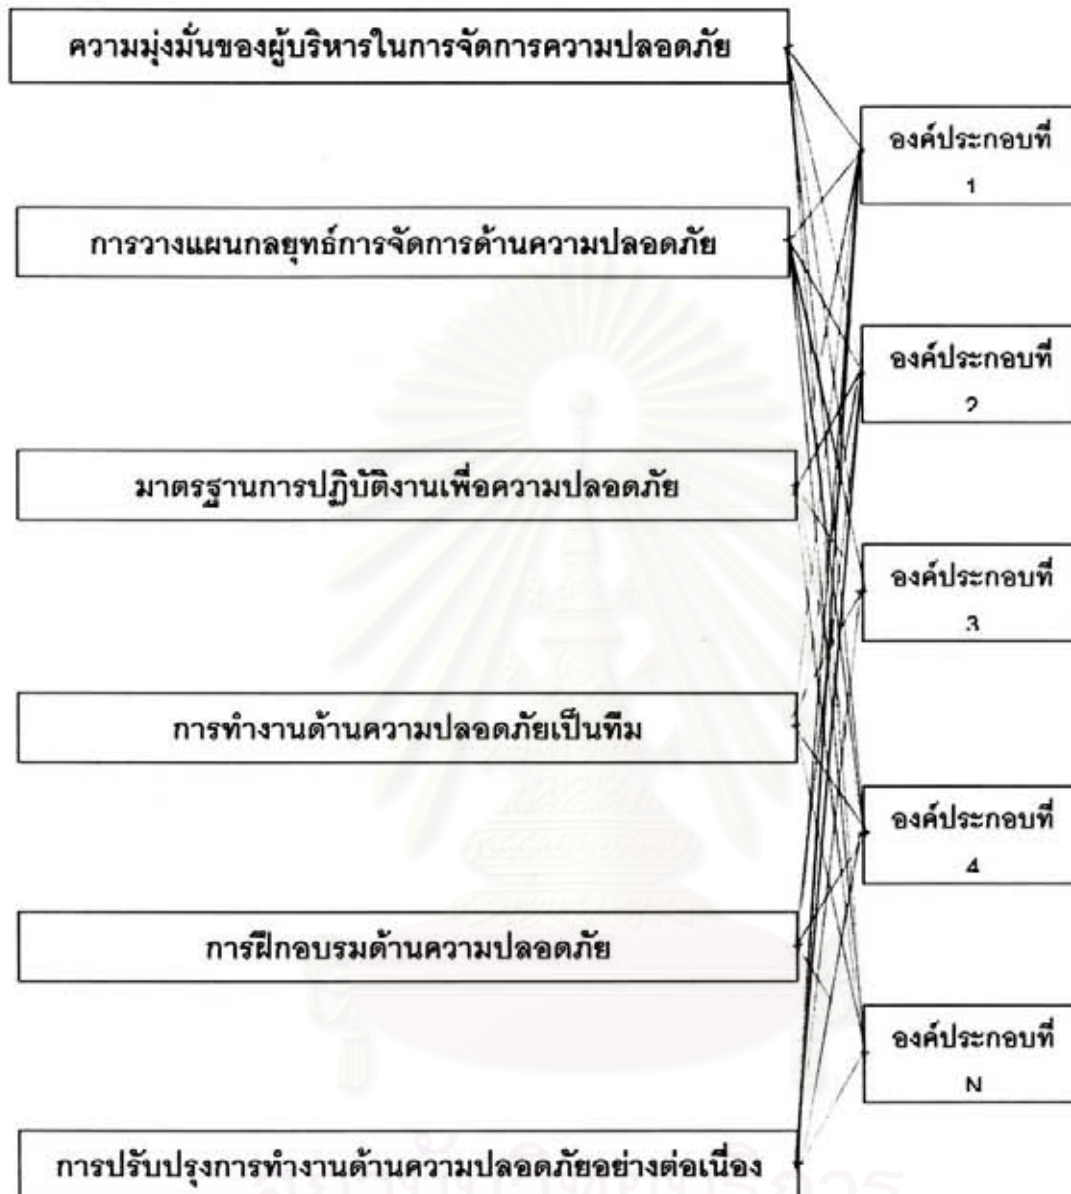 ความมุ่งมั่นของผู้บริหารในการจัดการความปลอดภัย
องค์ประกอบที่
1
การวางแผนกลยุทธ์การจัดการด้านความปลอดภัย
องค์ประกอบที่
2
มาตรฐานการปฏิบัติงานเพื่อความปลอดภัย
องค์ประกอบที่
3
การทำงานด้านความปลอดภัยเป็นทีม
องค์ประกอบที่
4
การฝึกอบรมด้านความปลอดภัย
องค์ประกอบที่
N
การปรับปรุงการทำงานด้านความปลอดภัยอย่างต่อเนื่อง